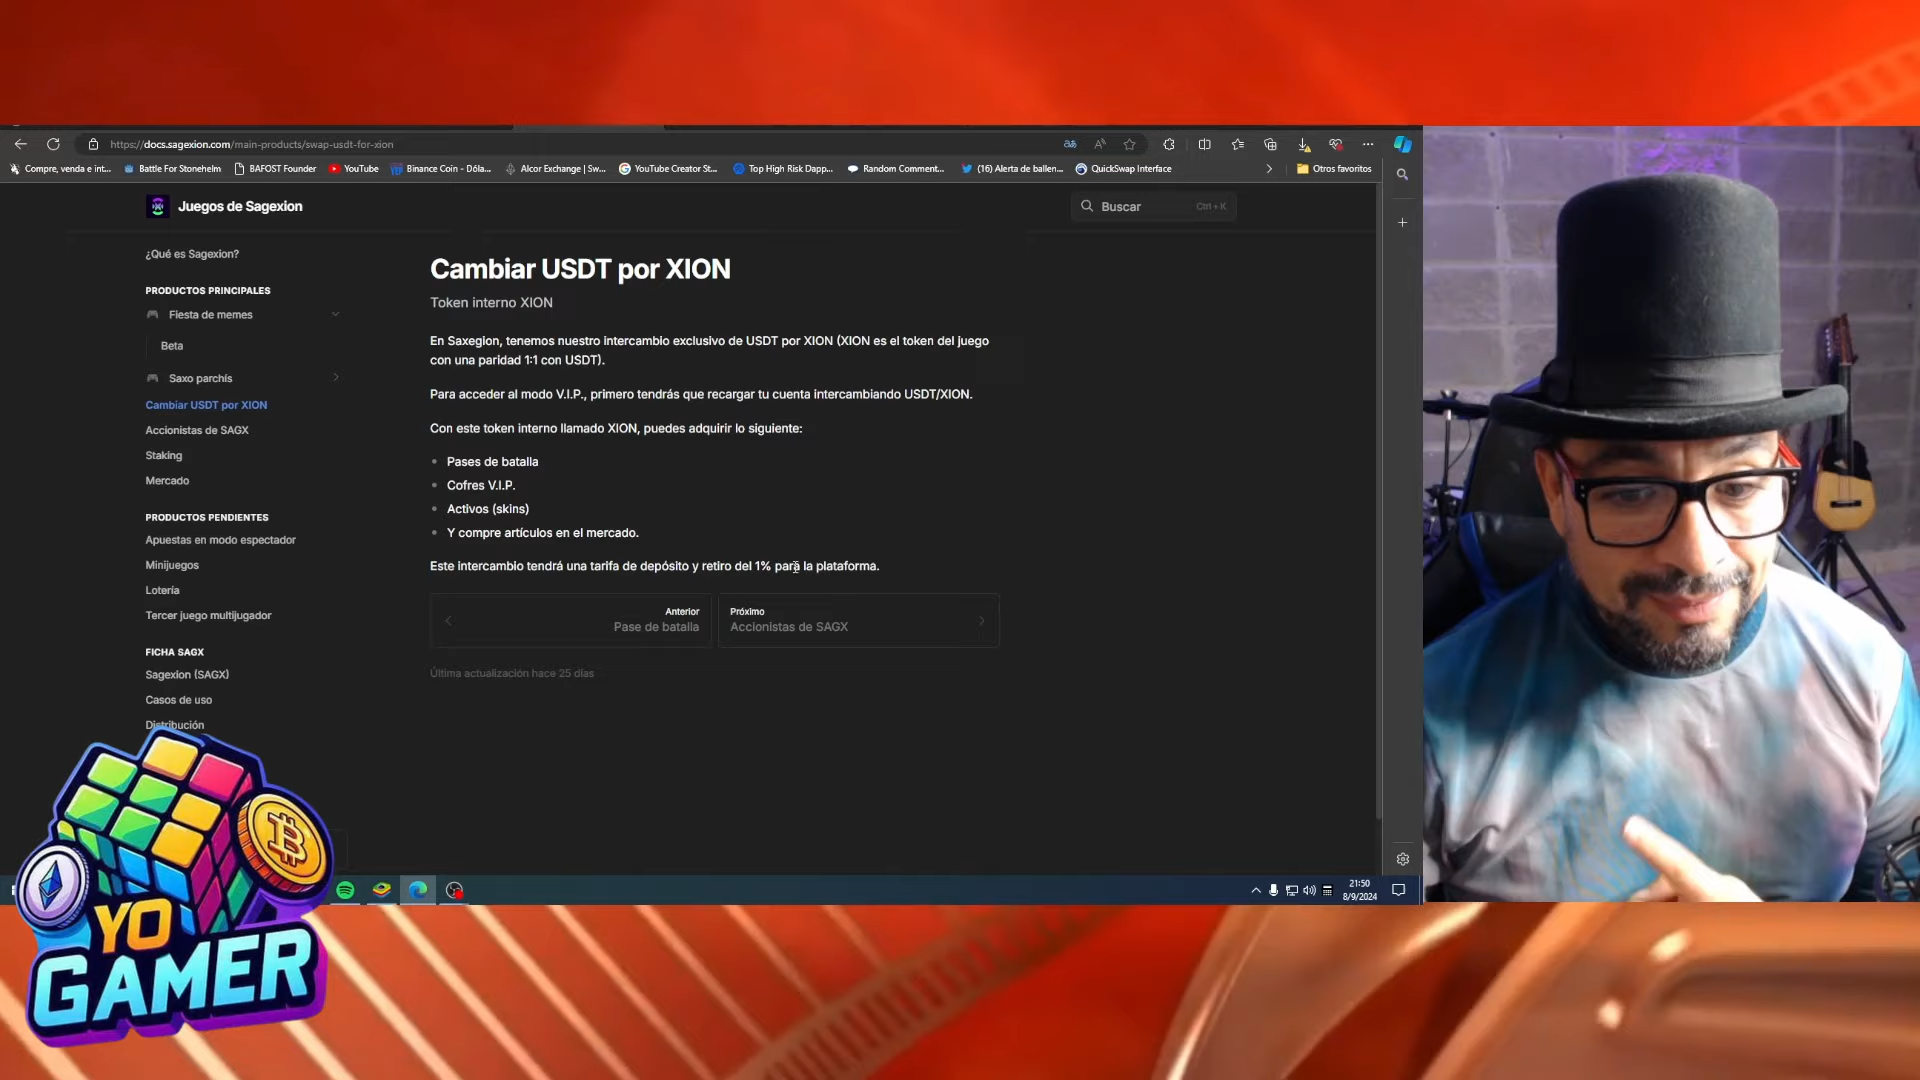 https://docs.sagexion.com/main-products/swap-usdt-for-xion
Compre, venda e int...
Battle For Stonehelm
BAFOST Founder
YouTube
Binance Coin - Dóla...
Alcor Exchange | Sw...
YouTube Creator St...
Top High Risk Dapp...
Random Comment...
(16) Alerta de ballen...
QuickSwap Interface
Otros favoritos
Juegos de Sagexion
Buscar
Ctrl + K
¿Qué es Sagexion?
PRODUCTOS PRINCIPALES
Fiesta de memes
Beta
Saxo parchís
Cambiar USDT por XION
Accionistas de SAGX
Staking
Mercado
PRODUCTOS PENDIENTES
Apuestas en modo espectador
Minijuegos
Lotería
Tercer juego multijugador
FICHA SAGX
Sagexion (SAGX)
Casos de uso
Distribución
Cambiar USDT por XION
Token interno XION
En Saxegion, tenemos nuestro intercambio exclusivo de USDT por XION (XION es el token del juego
con una paridad 1:1 con USDT).
Para acceder al modo V.I.P., primero tendrás que recargar tu cuenta intercambiando USDT/XION.
Con este token interno llamado XION, puedes adquirir lo siguiente:
Pases de batalla
Cofres V.I.P.
Activos (skins)
Y compre artículos en el mercado.
Este intercambio tendrá una tarifa de depósito y retiro del 1% para la plataforma.
Anterior
Pase de batalla
Próximo
Accionistas de SAGX
Última actualización hace 25 días
21:50
8/9/2024
YO
GAMER